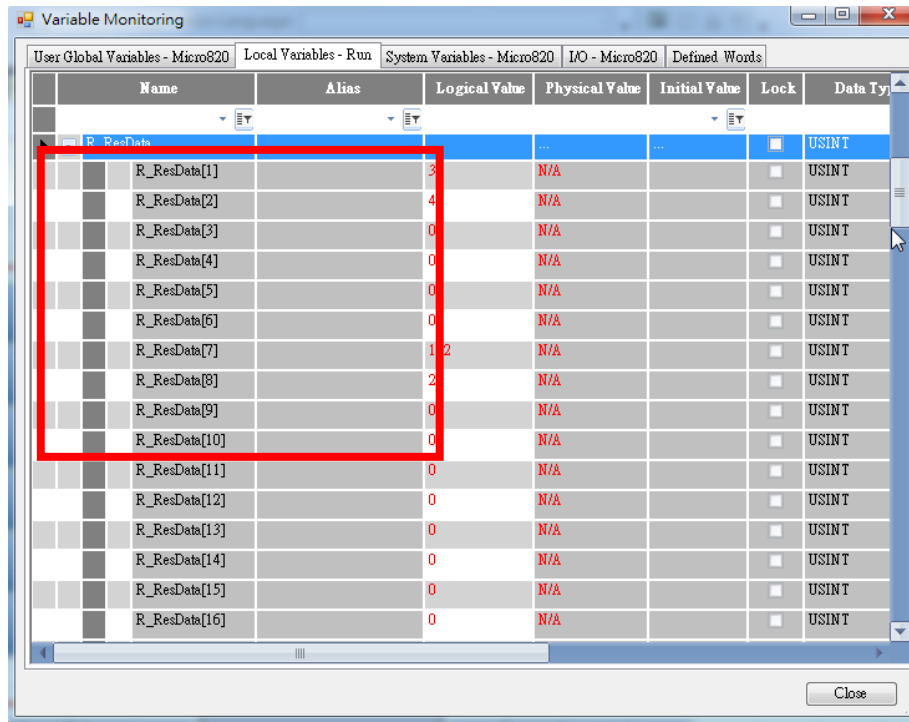 Variable Monitoring
User Global Variables - Micro820 Local Variables - Run System Variables - Micro820 I/O - Micro820 Defined Words
Name Alias Logical Value Physical Value Initial Value Lock Data Ty
R_ResData ... ... USINT
R_ResData[1] 3 N/A USINT
R_ResData[2] 4 N/A USINT
R_ResData[3] 0 N/A USINT
R_ResData[4] 0 N/A USINT
R_ResData[5] 0 N/A USINT
R_ResData[6] 0 N/A USINT
R_ResData[7] N/A USINT
R_ResData[8] 2 N/A USINT
R_ResData[9] 0 N/A USINT
R_ResData[10] 0 N/A USINT
R_ResData[11] 0 N/A USINT
R_ResData[12] 0 N/A USINT
R_ResData[13] 0 N/A USINT
R_ResData[14] 0 N/A USINT
R_ResData[15] 0 N/A USINT
R_ResData[16] 0 N/A USINT
Close